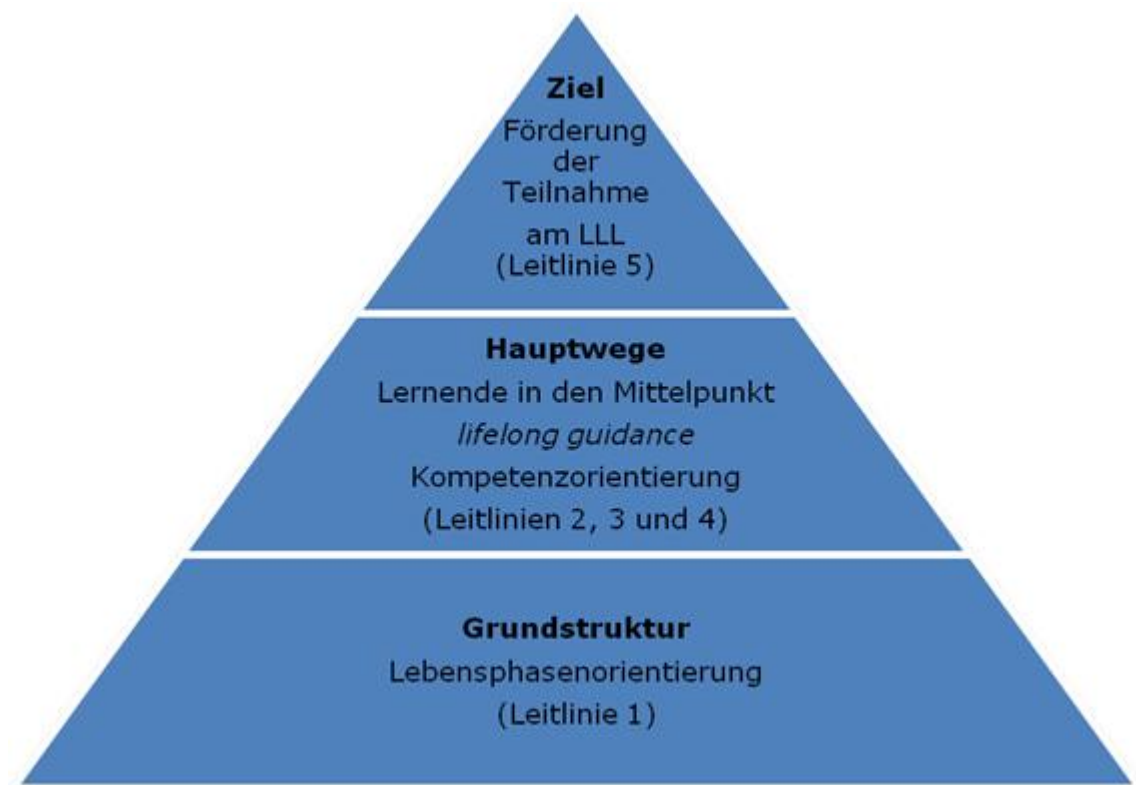 Ziel
Förderung
der
Teilnahme
am LLL
(Leitlinie 5)
Hauptwege
Lernende in den Mittelpunkt
lifelong guidance
Kompetenzorientierung
(Leitlinien 2, 3 und 4)
Grundstruktur
Lebensphasenorientierung
(Leitlinie 1)